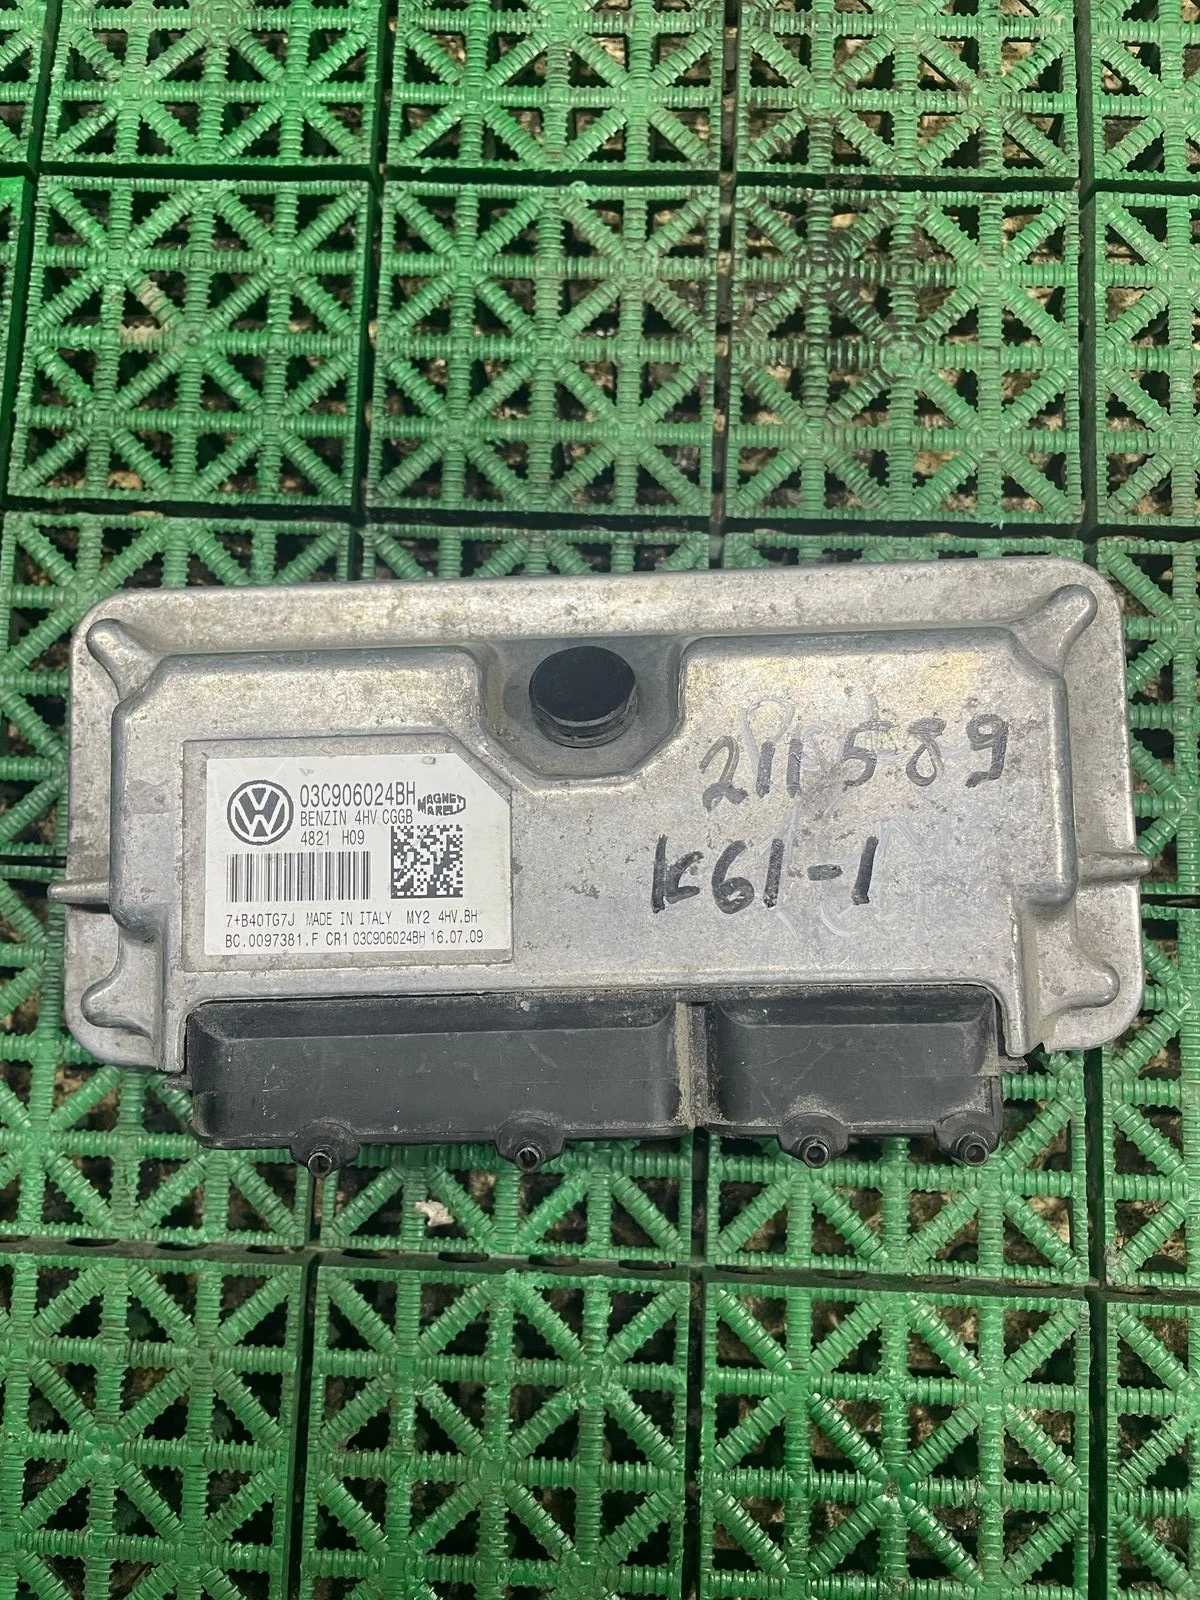 03C906024BH
MAGNETI
MARELLI
BENZIN 4HV CGGB
4821 H09
7+B40TG7J MADE IN ITALY MY2 4HV.BH
BC.0097381.F CR1 03C906024BH 16.07.09
211589
K61-1